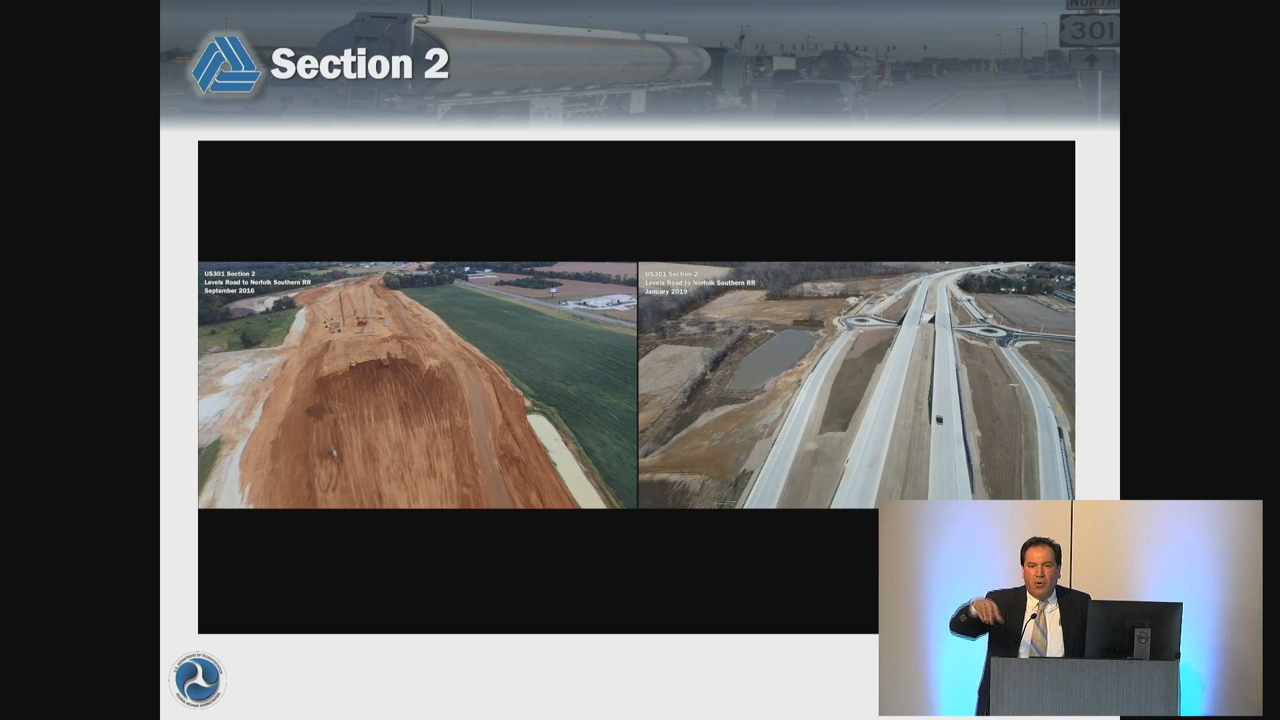 NORTH
301
Section 2
US301 Section 2
Levels Road to Norfolk Southern RR
September 2016
US301 Section 2
Levels Road to Norfolk Southern RR
January 2019